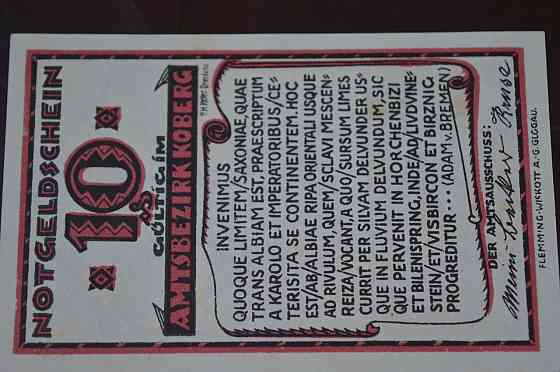 NOTGELDSCHEIN
10
GÜLTIG IM
AMTSBEZIRK KOBERG
INVENIMUS
QUOQUE LIMITEM/SAXONIAE, QUAE
TRANS ALBIAM EST, PRAESCRIPTUM
A KAROLO ET IMPERATORIBUS/CE=
TERIS/ITA SE CONTINENTEM. HOC
EST/AB/ALBIAE RIPA ORIENTALI USQUE
AD RIVULUM, QUEM/SCLAVI MESCEN=
REIZA/VOCANT, A QUO/SURSUM LIMES
CURRIT PER SILVAM DELVUNDER US=
QUE IN FLUVIUM DELVUNDIM, SIC
QUE PERVENIT IN HORCHENBIZI
ET BILENISPRING, INDE/AD/LIVDVINE=
STEIN/ET/VISBIRCON ET BIRZNIG:
PROGREDITUR··· (ADAM v. BREMEN)
DER AMTSAUSSCHUSS:
FLEMMING-WISKOTT A.-G. GLOGAU.